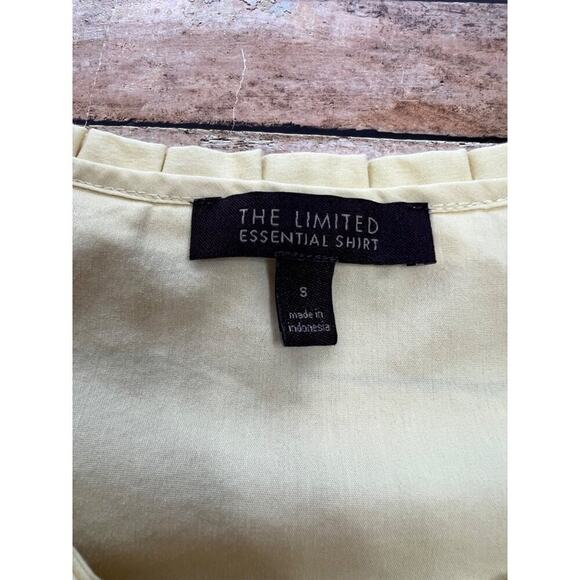 THE LIMITED
ESSENTIAL SHIRT
S
made in
indonesia